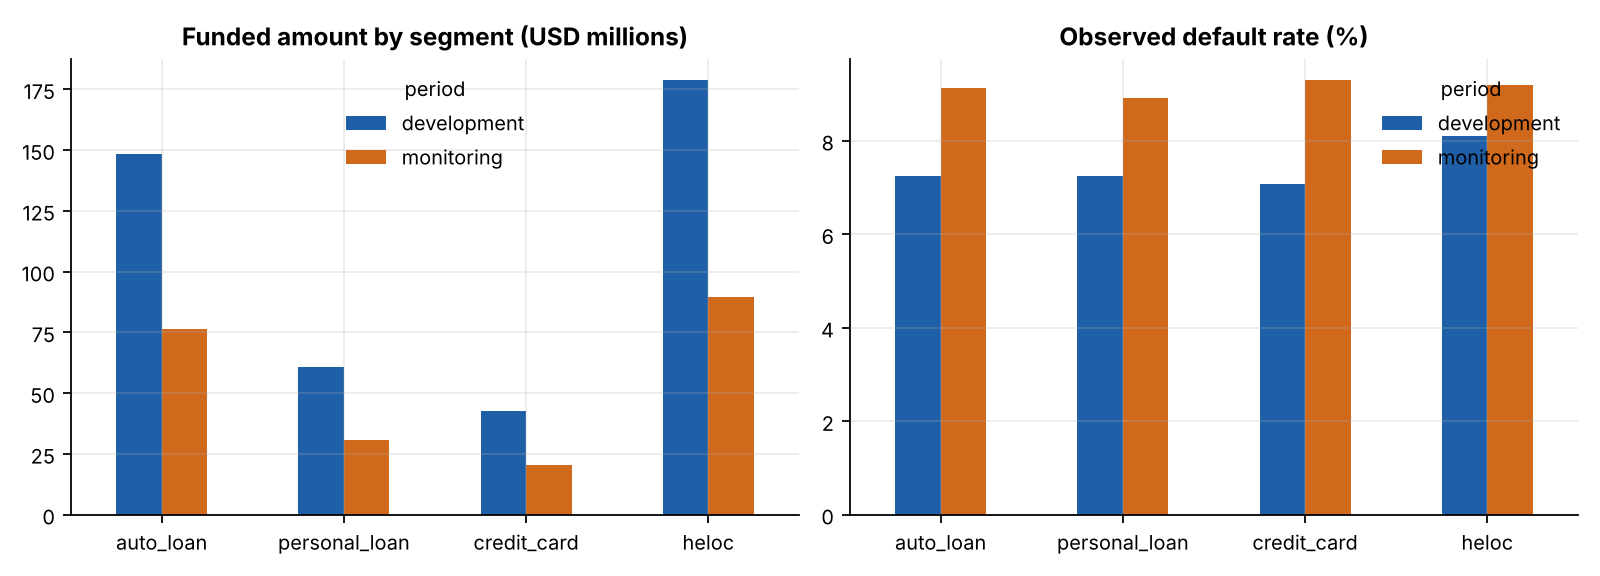 Funded amount by segment (USD millions)
period
development
monitoring
175
150
125
100
75
50
25
0
auto_loan personal_loan credit_card heloc
Observed default rate (%)
period
development
monitoring
8
6
4
2
0
auto_loan personal_loan credit_card heloc